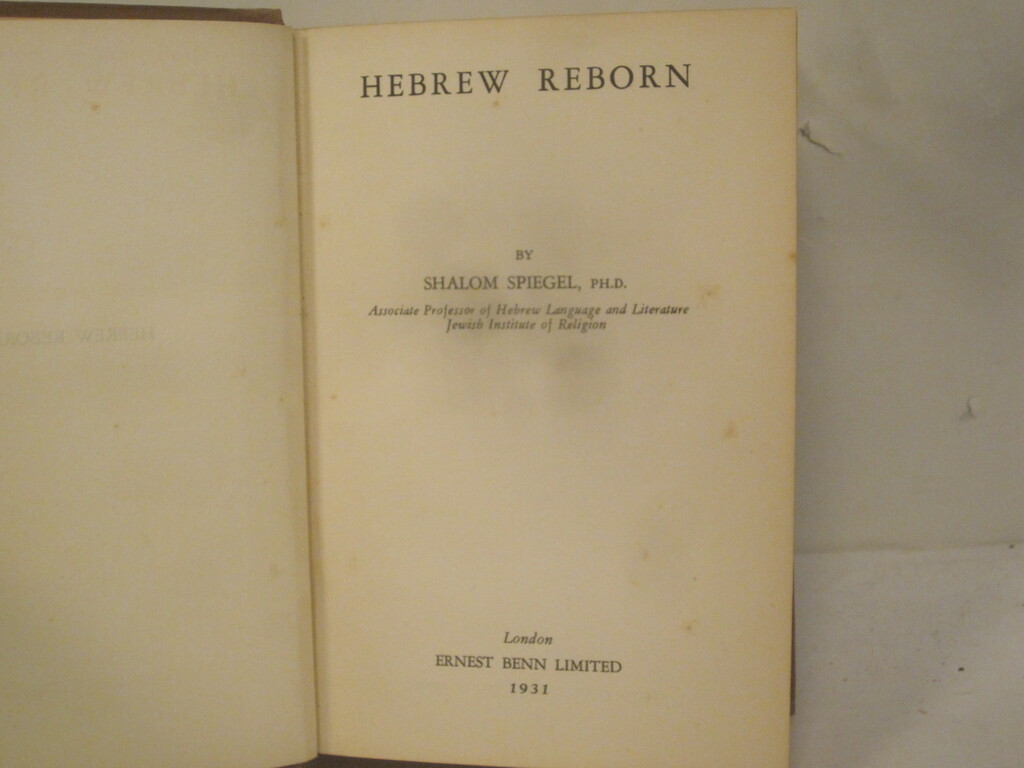 HEBREW REBORN
BY
SHALOM SPIEGEL, PH.D.
Associate Professor of Hebrew Language and Literature
Jewish Institute of Religion
London
ERNEST BENN LIMITED
1931